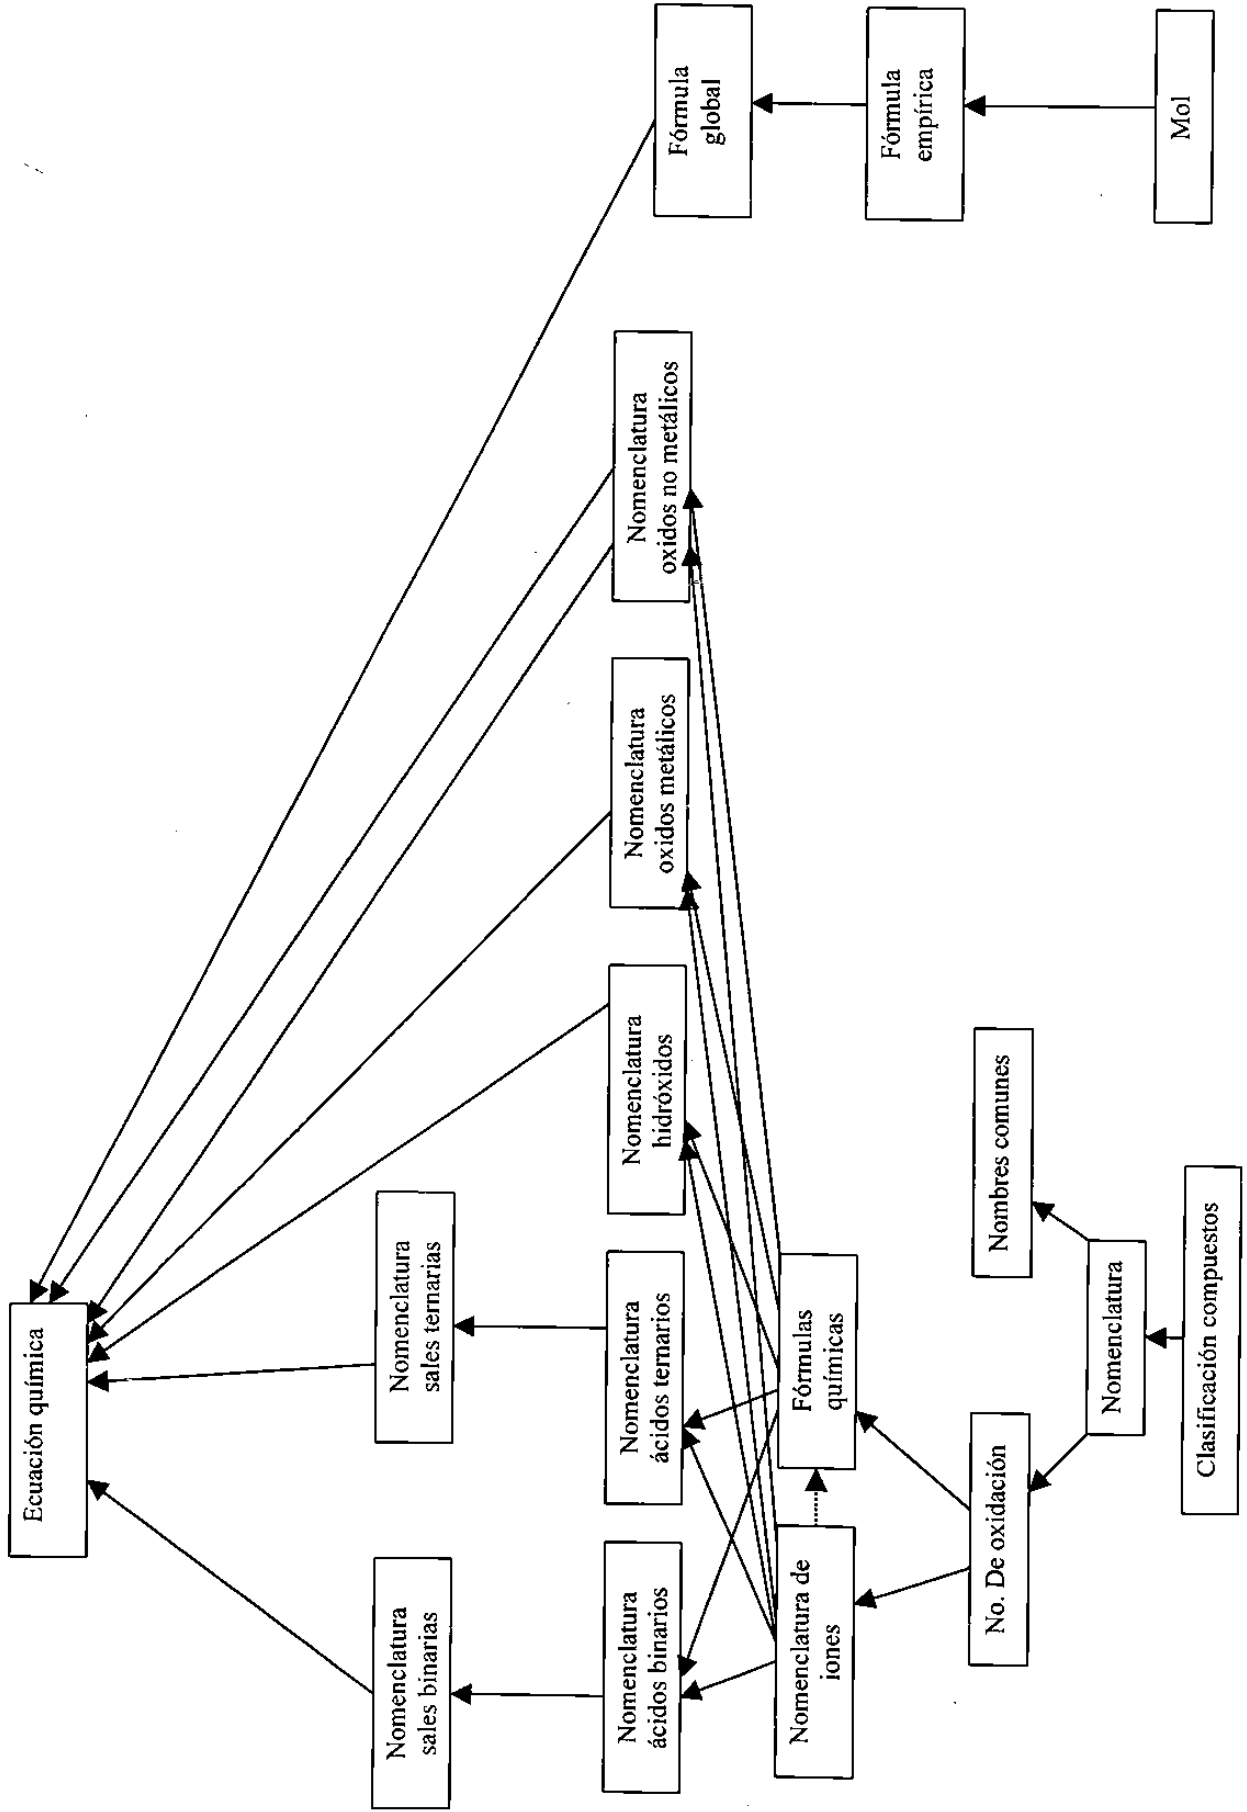 Ecuación química
Nomenclatura
sales binarias
Nomenclatura
sales ternarias
Nomenclatura
ácidos binarios
Nomenclatura
ácidos ternarios
Nomenclatura
hidróxidos
Nomenclatura
oxidos metálicos
Nomenclatura
oxidos no metálicos
Fórmula
global
Nomenclatura de
iones
Fórmulas
químicas
Fórmula
empírica
No. De oxidación
Nombres comunes
Nomenclatura
Clasificación compuestos
Mol